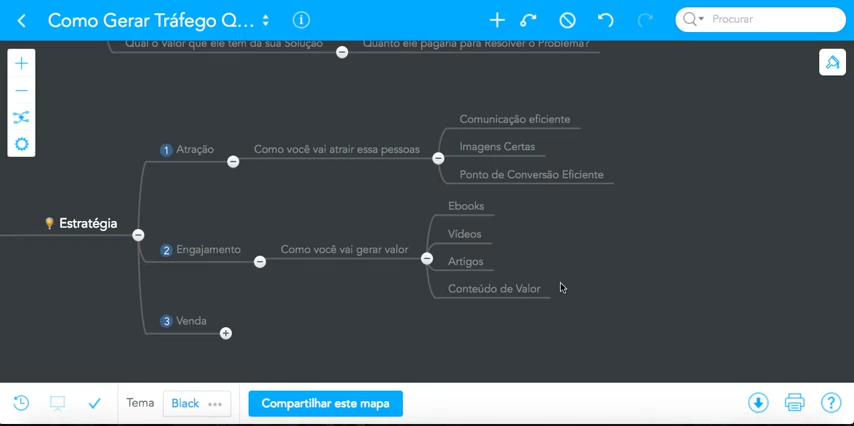 Como Gerar Tráfego Q...
Procurar
Qual o Valor que ele tem da sua Solução
Quanto ele pagaria para Resolver o Problema?
Comunicação eficiente
1 Atração
Como você vai atrair essa pessoas
Imagens Certas
Ponto de Conversão Eficiente
Ebooks
Estratégia
Vídeos
2 Engajamento
Como você vai gerar valor
Artigos
Conteúdo de Valor
3 Venda
Tema
Black
Compartilhar este mapa